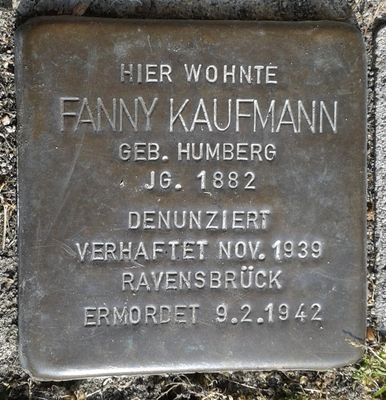 HIER WOHNTE
FANNY KAUFMANN
GEB. HUMBERG
JG. 1882
DENUNZIERT
VERHAFTET NOV. 1939
RAVENSBRÜCK
ERMORDET 9.2.1942